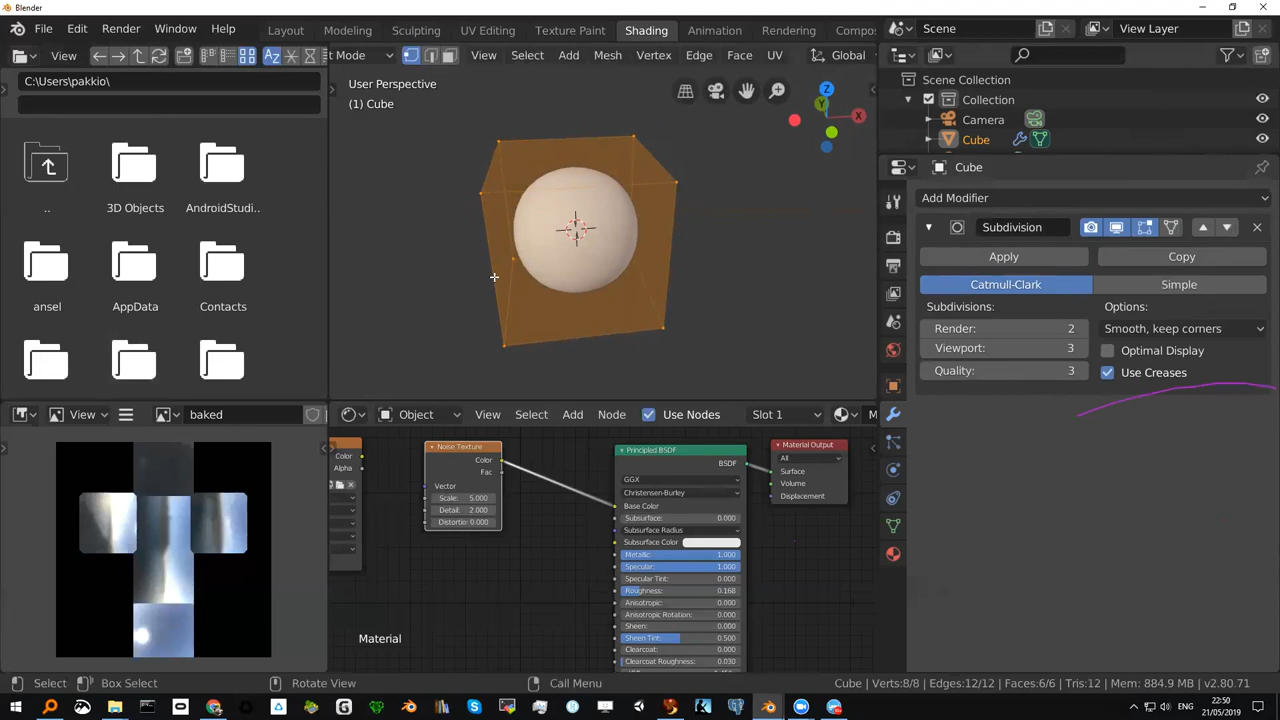 Blender
File Edit Render Window Help Layout Modeling Sculpting UV Editing Texture Paint Shading Animation Rendering Compos Scene View Layer
View t Mode View Select Add Mesh Vertex Edge Face UV Global
C:\Users\pakkio\
User Perspective
(1) Cube
Z
Y
X
.. 3D Objects AndroidStudi..
ansel AppData Contacts
Scene Collection
Collection
Camera
Cube
Cube
Add Modifier
Subdivision
Apply Copy
Catmull-Clark Simple
Subdivisions: Options:
Render: 2 Smooth, keep corners
Viewport: 3 Optimal Display
Quality: 3 Use Creases
View baked
Object View Select Add Node Use Nodes Slot 1 M
Color
Alpha
Noise Texture
Color
Fac
Vector
Scale: 5.000
Detail: 2.000
Distortio: 0.000
Principled BSDF
BSDF
GGX
Christensen-Burley
Base Color
Subsurface: 0.000
Subsurface Radius
Subsurface Color
Metallic: 1.000
Specular: 1.000
Specular Tint: 0.000
Roughness: 0.168
Anisotropic: 0.000
Anisotropic Rotation: 0.000
Sheen: 0.000
Sheen Tint: 0.500
Clearcoat: 0.000
Clearcoat Roughness: 0.030
Material Output
All
Surface
Volume
Displacement
Material
Select Box Select Rotate View Call Menu Cube | Verts:8/8 | Edges:12/12 | Faces:6/6 | Tris:12 | Mem: 884.9 MB | v2.80.71
22:50
21/05/2019